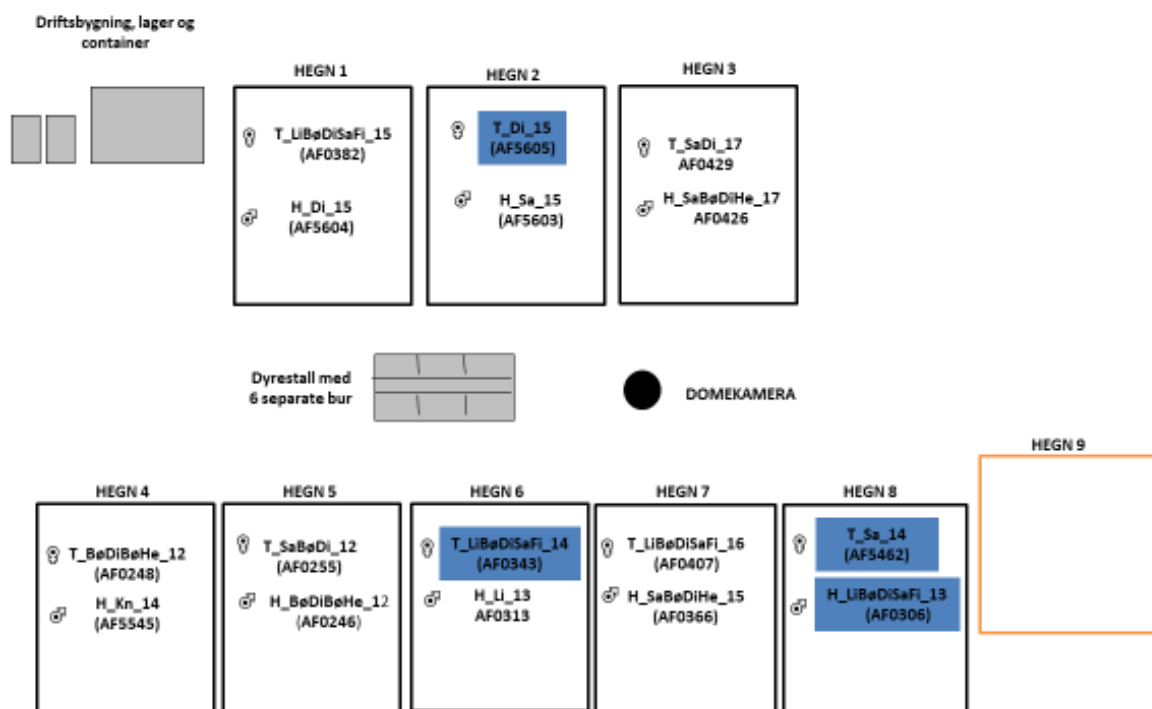 Driftsbygning, lager og
container
HEGN 1
T_LiBøDiSaFi_15
(AF0382)
H_Di_15
(AF5604)
HEGN 2
T_Di_15
(AF5605)
H_Sa_15
(AF5603)
HEGN 3
T_SaDi_17
AF0429
H_SaBøDiHe_17
AF0426
Dyrestall med
6 separate bur
DOMEKAMERA
HEGN 4
T_BøDiBøHe_12
(AF0248)
H_Kn_14
(AF5545)
HEGN 5
T_SaBøDi_12
(AF0255)
H_BøDiBøHe_12
(AF0246)
HEGN 6
T_LiBøDiSaFi_14
(AF0343)
H_Li_13
AF0313
HEGN 7
T_LiBøDiSaFi_16
(AF0407)
H_SaBøDiHe_15
(AF0366)
HEGN 8
T_Sa_14
(AF5462)
H_LiBøDiSaFi_13
(AF0306)
HEGN 9